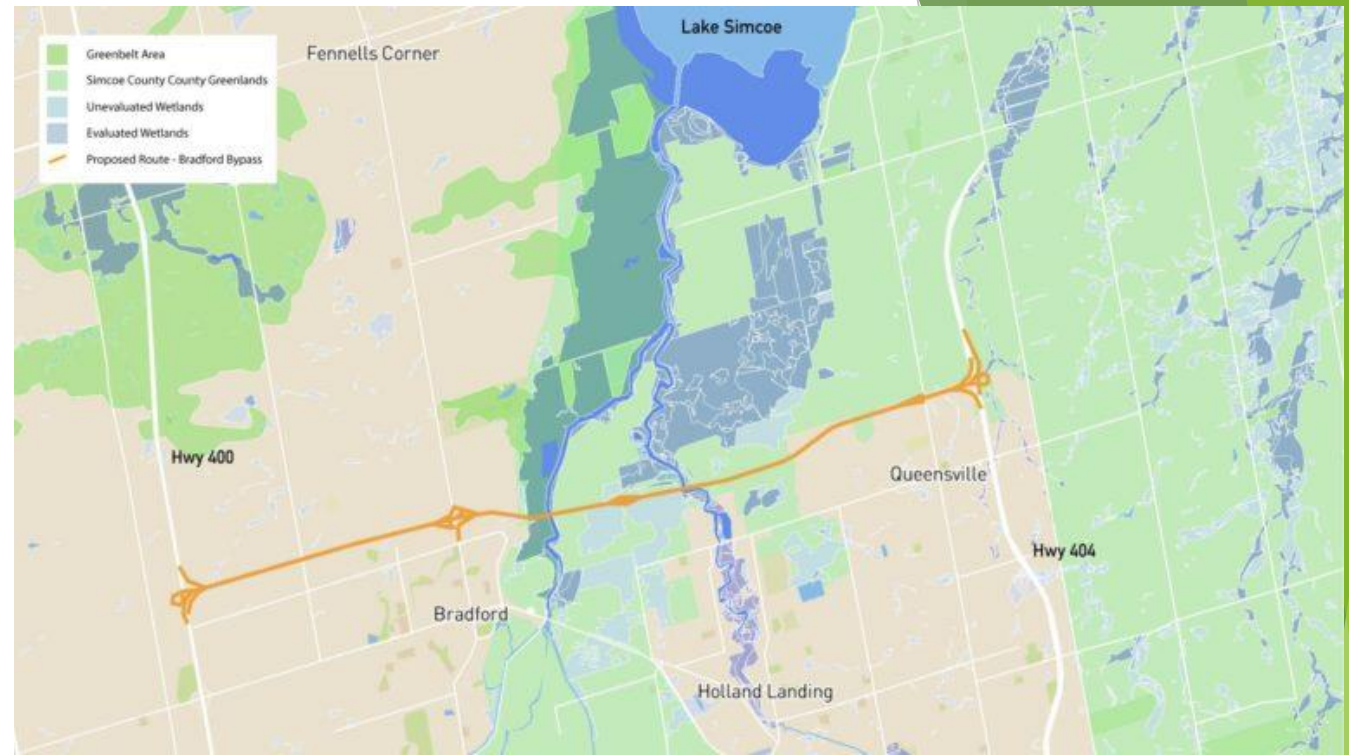 Lake Simcoe
Fennells Corner
Greenbelt Area
Simcoe County County Greenlands
Unevaluated Wetlands
Evaluated Wetlands
Proposed Route - Bradford Bypass
Hwy 400
Queensville
Hwy 404
Bradford
Holland Landing